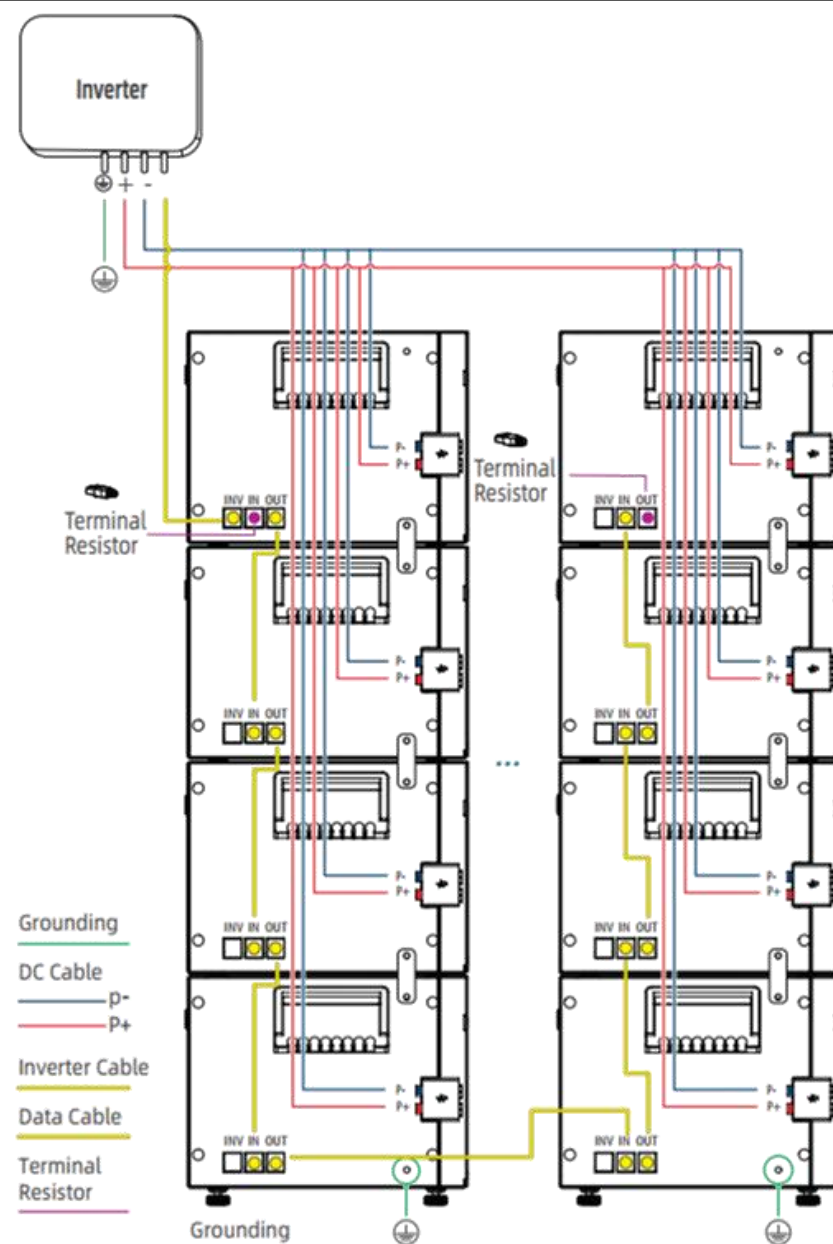 Inverter
+ -
P-
P+
P-
P+
Terminal
Resistor
INV IN OUT
Terminal
Resistor
INV IN OUT
P-
P+
P-
P+
INV IN OUT
INV IN OUT
...
P-
P+
P-
P+
Grounding
INV IN OUT
INV IN OUT
DC Cable
p-
P+
Inverter Cable
P-
P+
P-
P+
Data Cable
INV IN OUT
INV IN OUT
Terminal
Resistor
Grounding